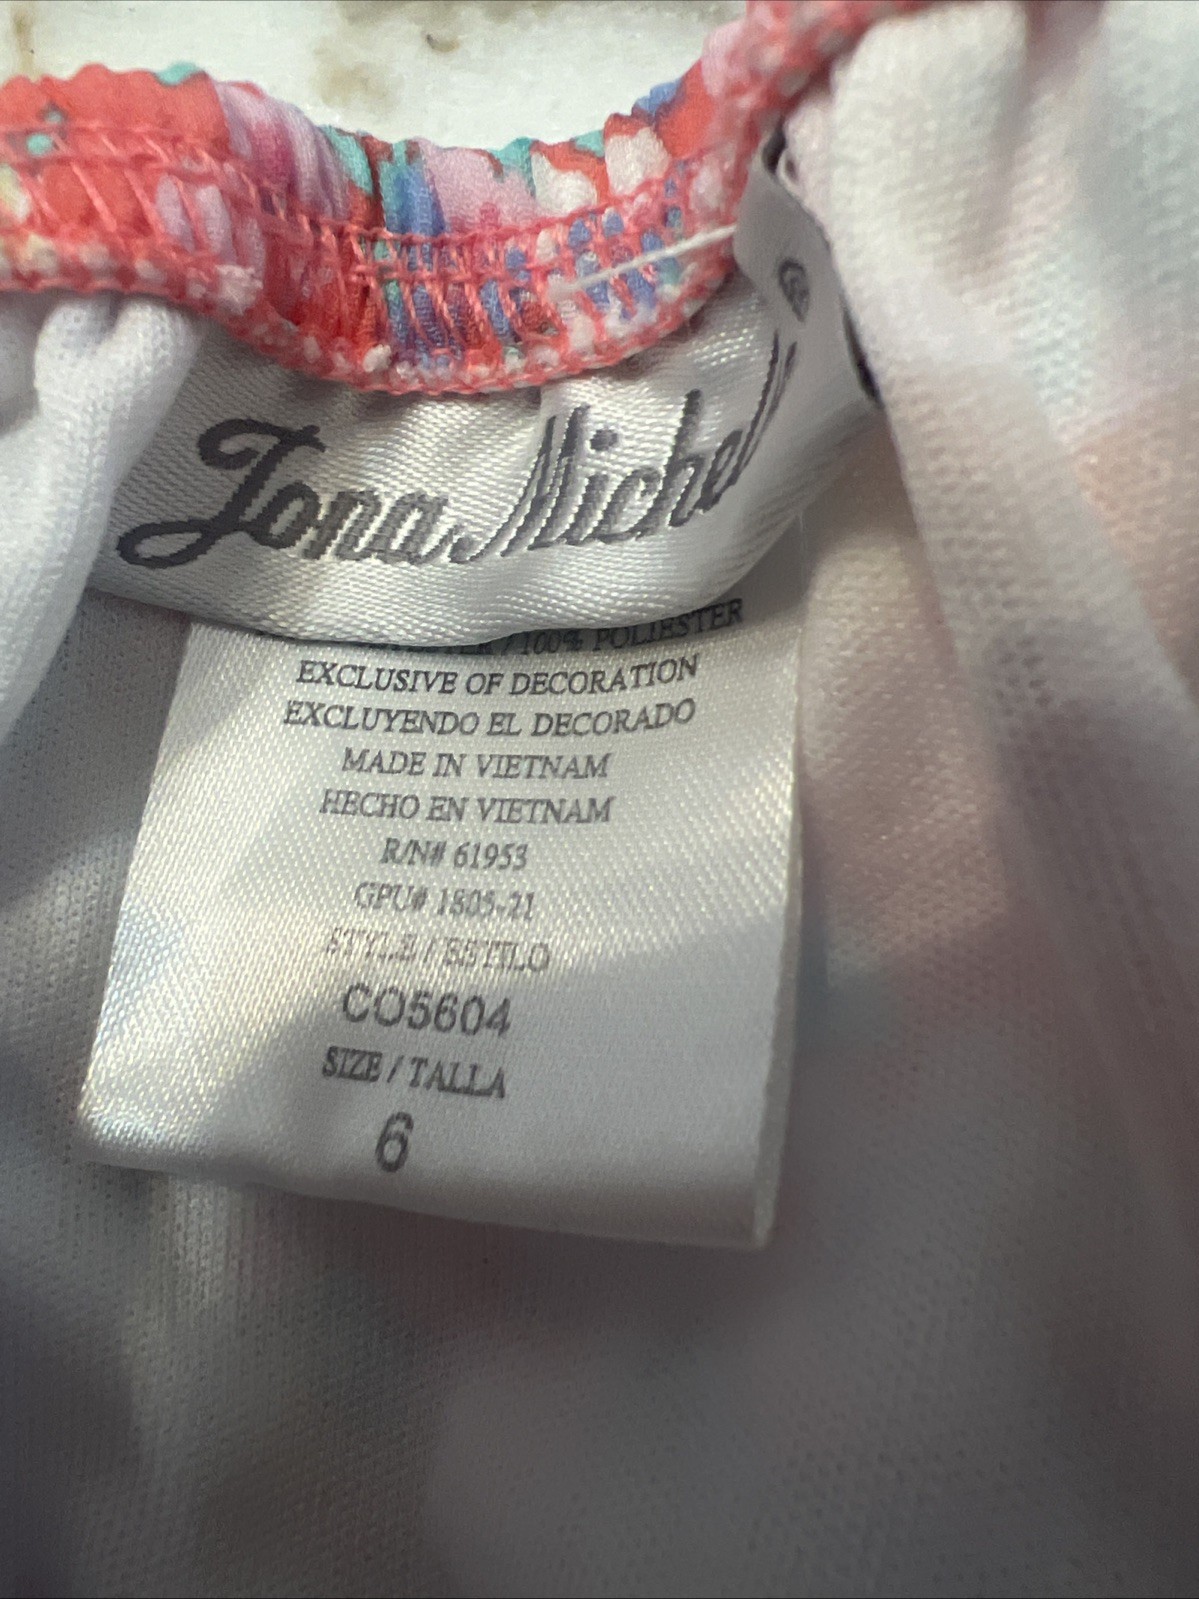 Jona Michel
100% POLIESTER
EXCLUSIVE OF DECORATION
EXCLUYENDO EL DECORADO
MADE IN VIETNAM
HECHO EN VIETNAM
R/N# 61953
GPU# 1805-21
STYLE / ESTILO
CO5604
SIZE / TALLA
6